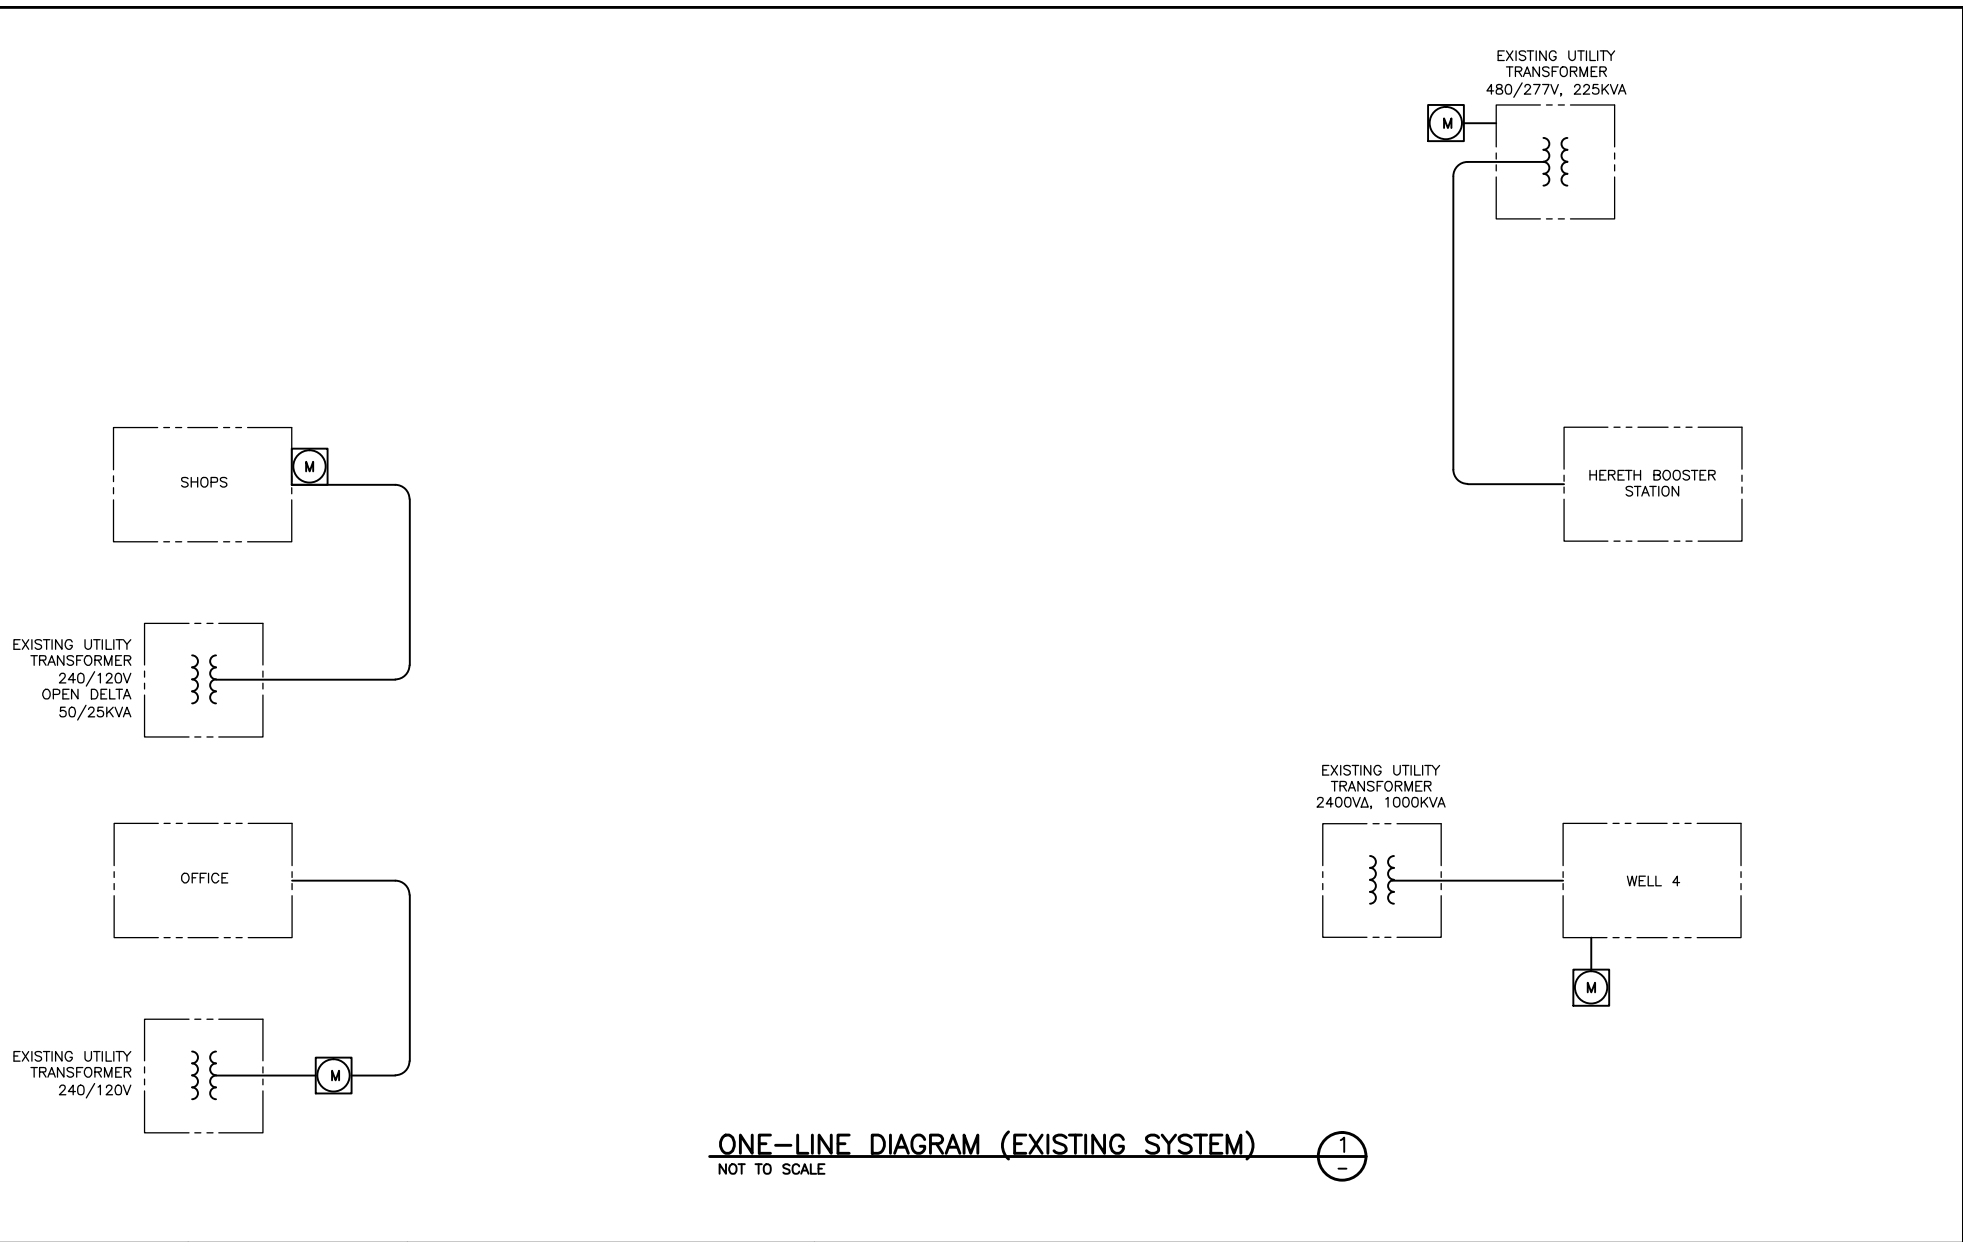 EXISTING UTILITY
TRANSFORMER
480/277V, 225KVA
M
SHOPS
M
HERETH BOOSTER
STATION
EXISTING UTILITY
TRANSFORMER
240/120V
OPEN DELTA
50/25KVA
EXISTING UTILITY
TRANSFORMER
2400VΔ, 1000KVA
OFFICE
WELL 4
M
EXISTING UTILITY
TRANSFORMER
240/120V
M
ONE-LINE DIAGRAM (EXISTING SYSTEM)
NOT TO SCALE
1
-